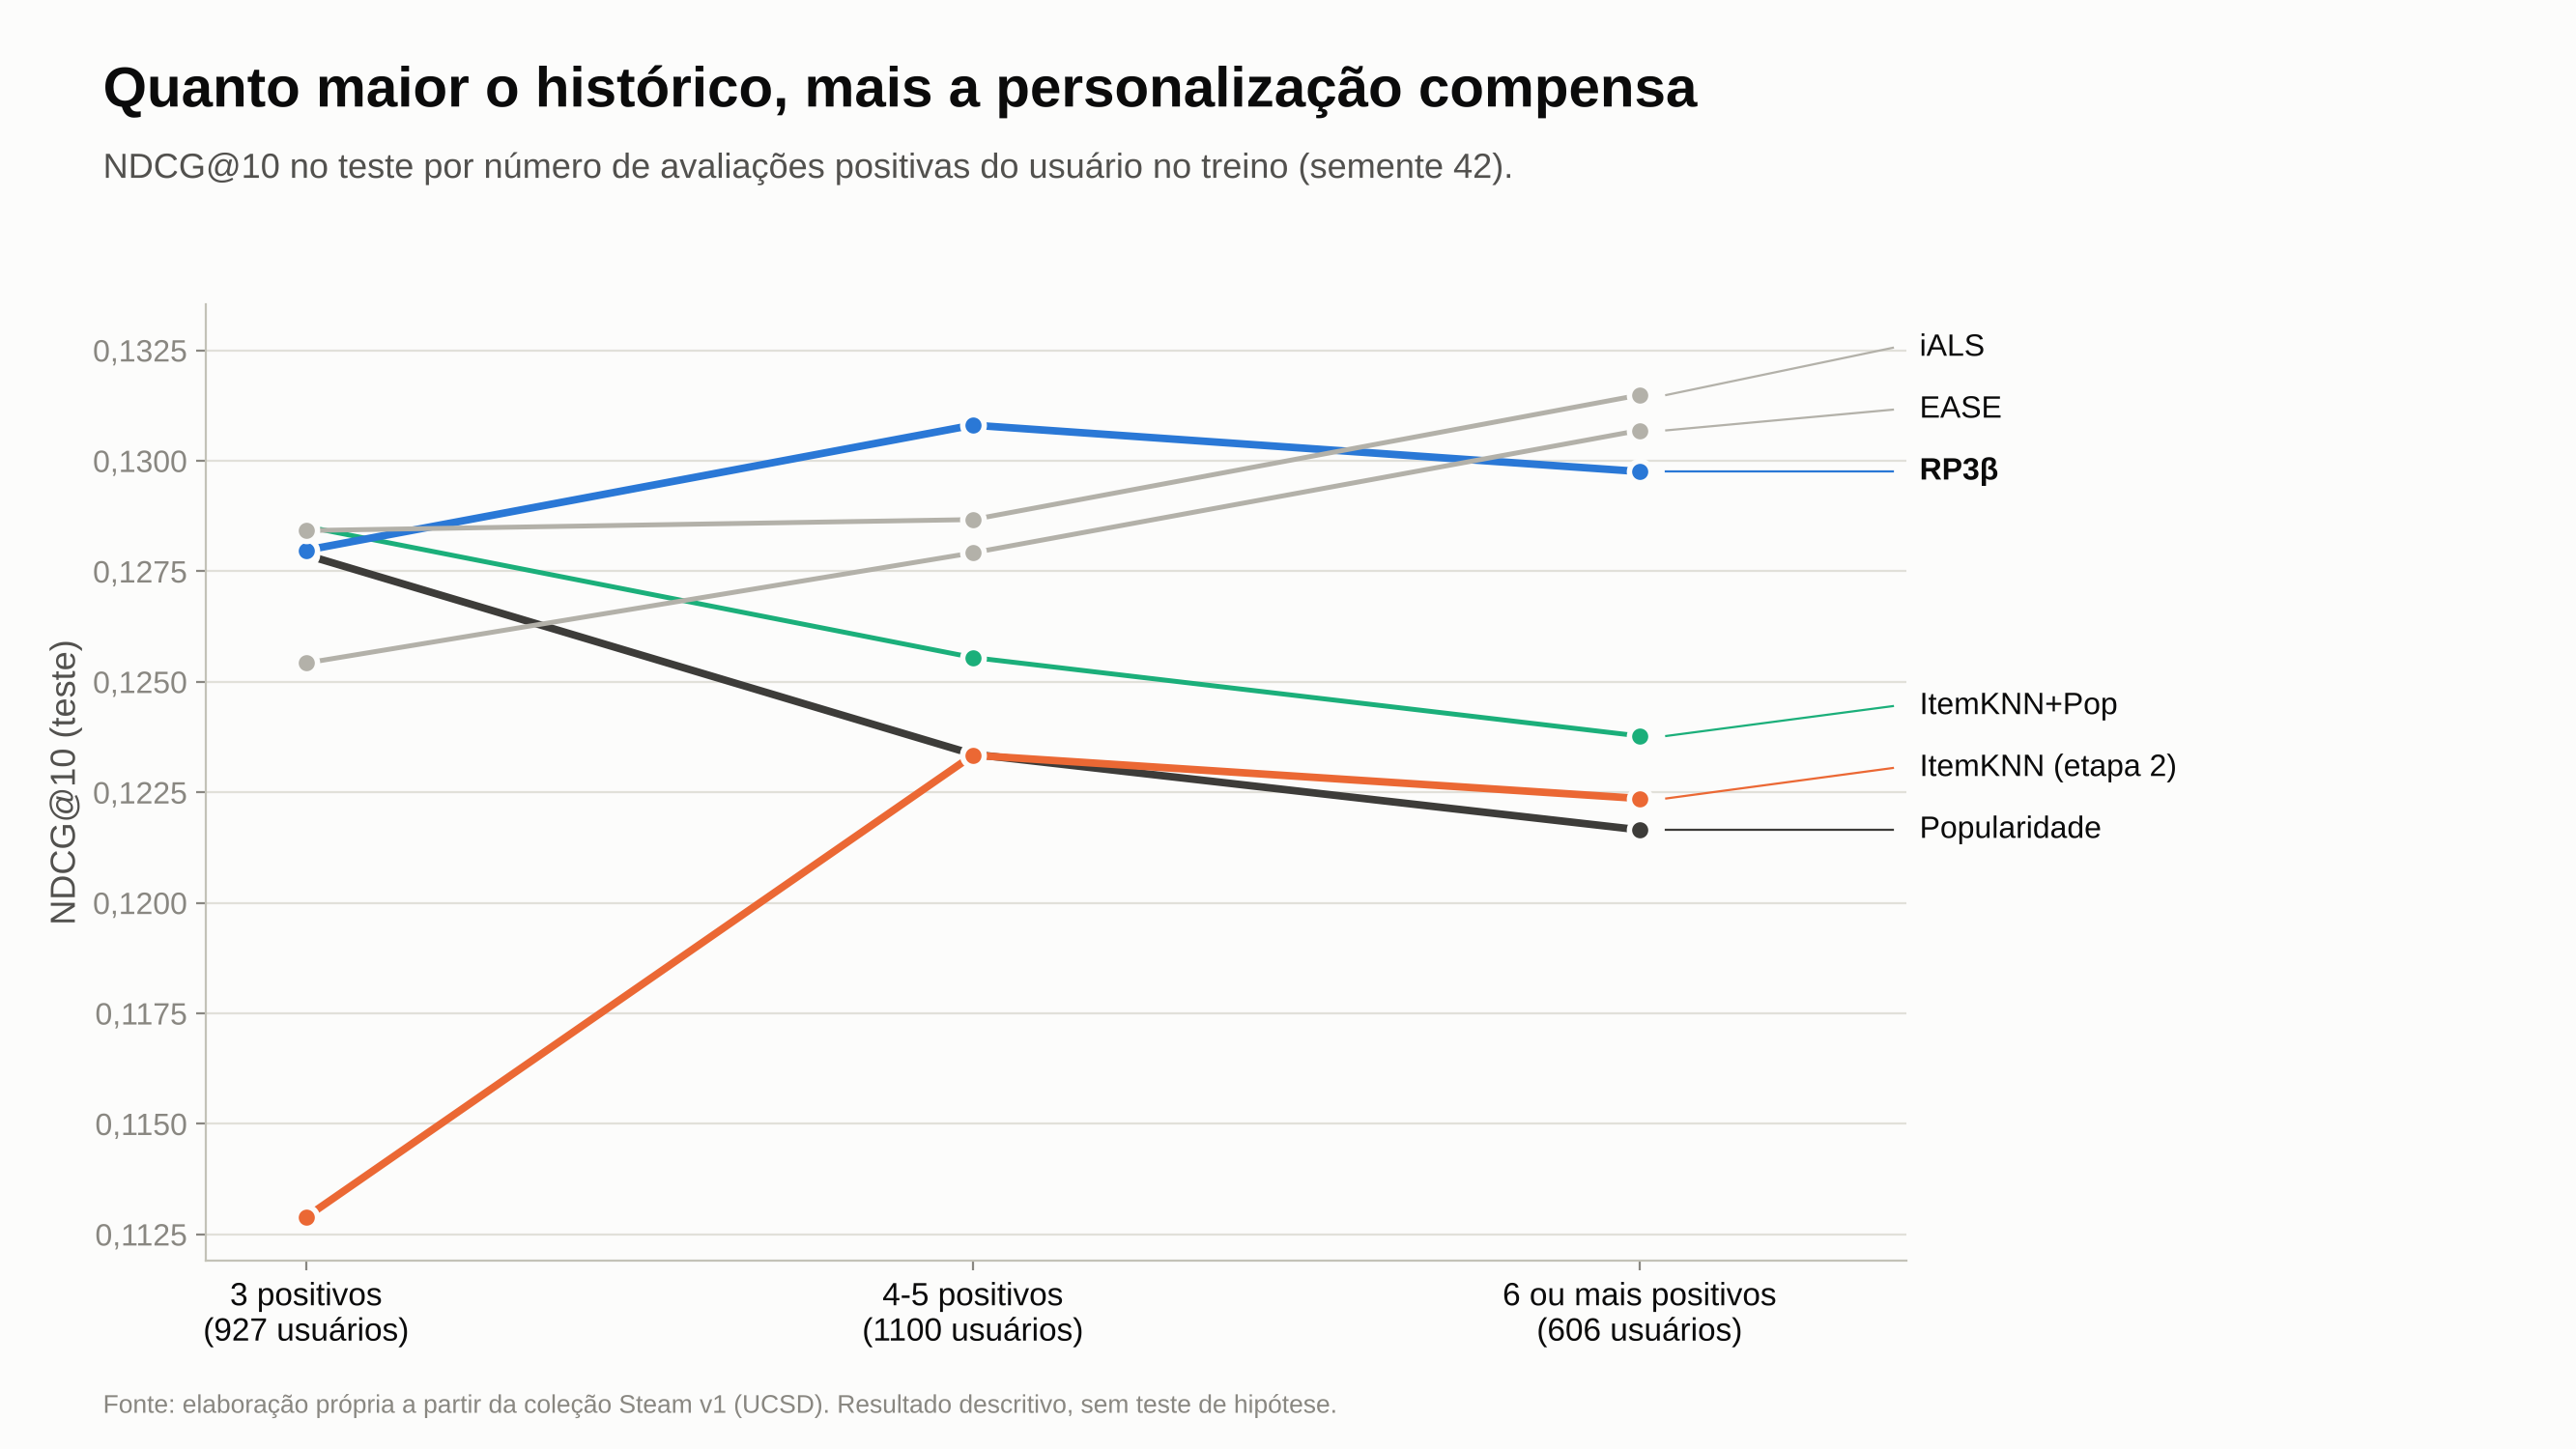 Quanto maior o histórico, mais a personalização compensa
NDCG@10 no teste por número de avaliações positivas do usuário no treino (semente 42).
NDCG@10 (teste)
0,1325
0,1300
0,1275
0,1250
0,1225
0,1200
0,1175
0,1150
0,1125
iALS
EASE
RP3β
ItemKNN+Pop
ItemKNN (etapa 2)
Popularidade
3 positivos
(927 usuários)
4-5 positivos
(1100 usuários)
6 ou mais positivos
(606 usuários)
Fonte: elaboração própria a partir da coleção Steam v1 (UCSD). Resultado descritivo, sem teste de hipótese.